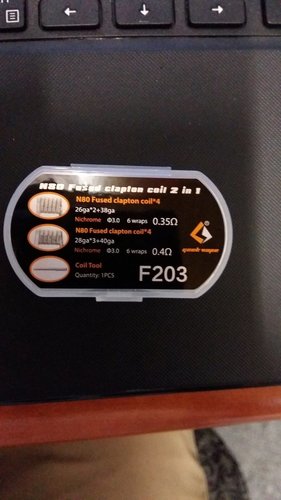 N80 Fused clapton coil 2 in 1
N80 Fused clapton coil*4
26ga*2+38ga
Nichrome Φ3.0 6 wraps 0.35Ω
N80 Fused clapton coil*4
28ga*3+40ga
Nichrome Φ3.0 6 wraps 0.4Ω
geek vape
Coil Tool
Quantity: 1PCS
F203